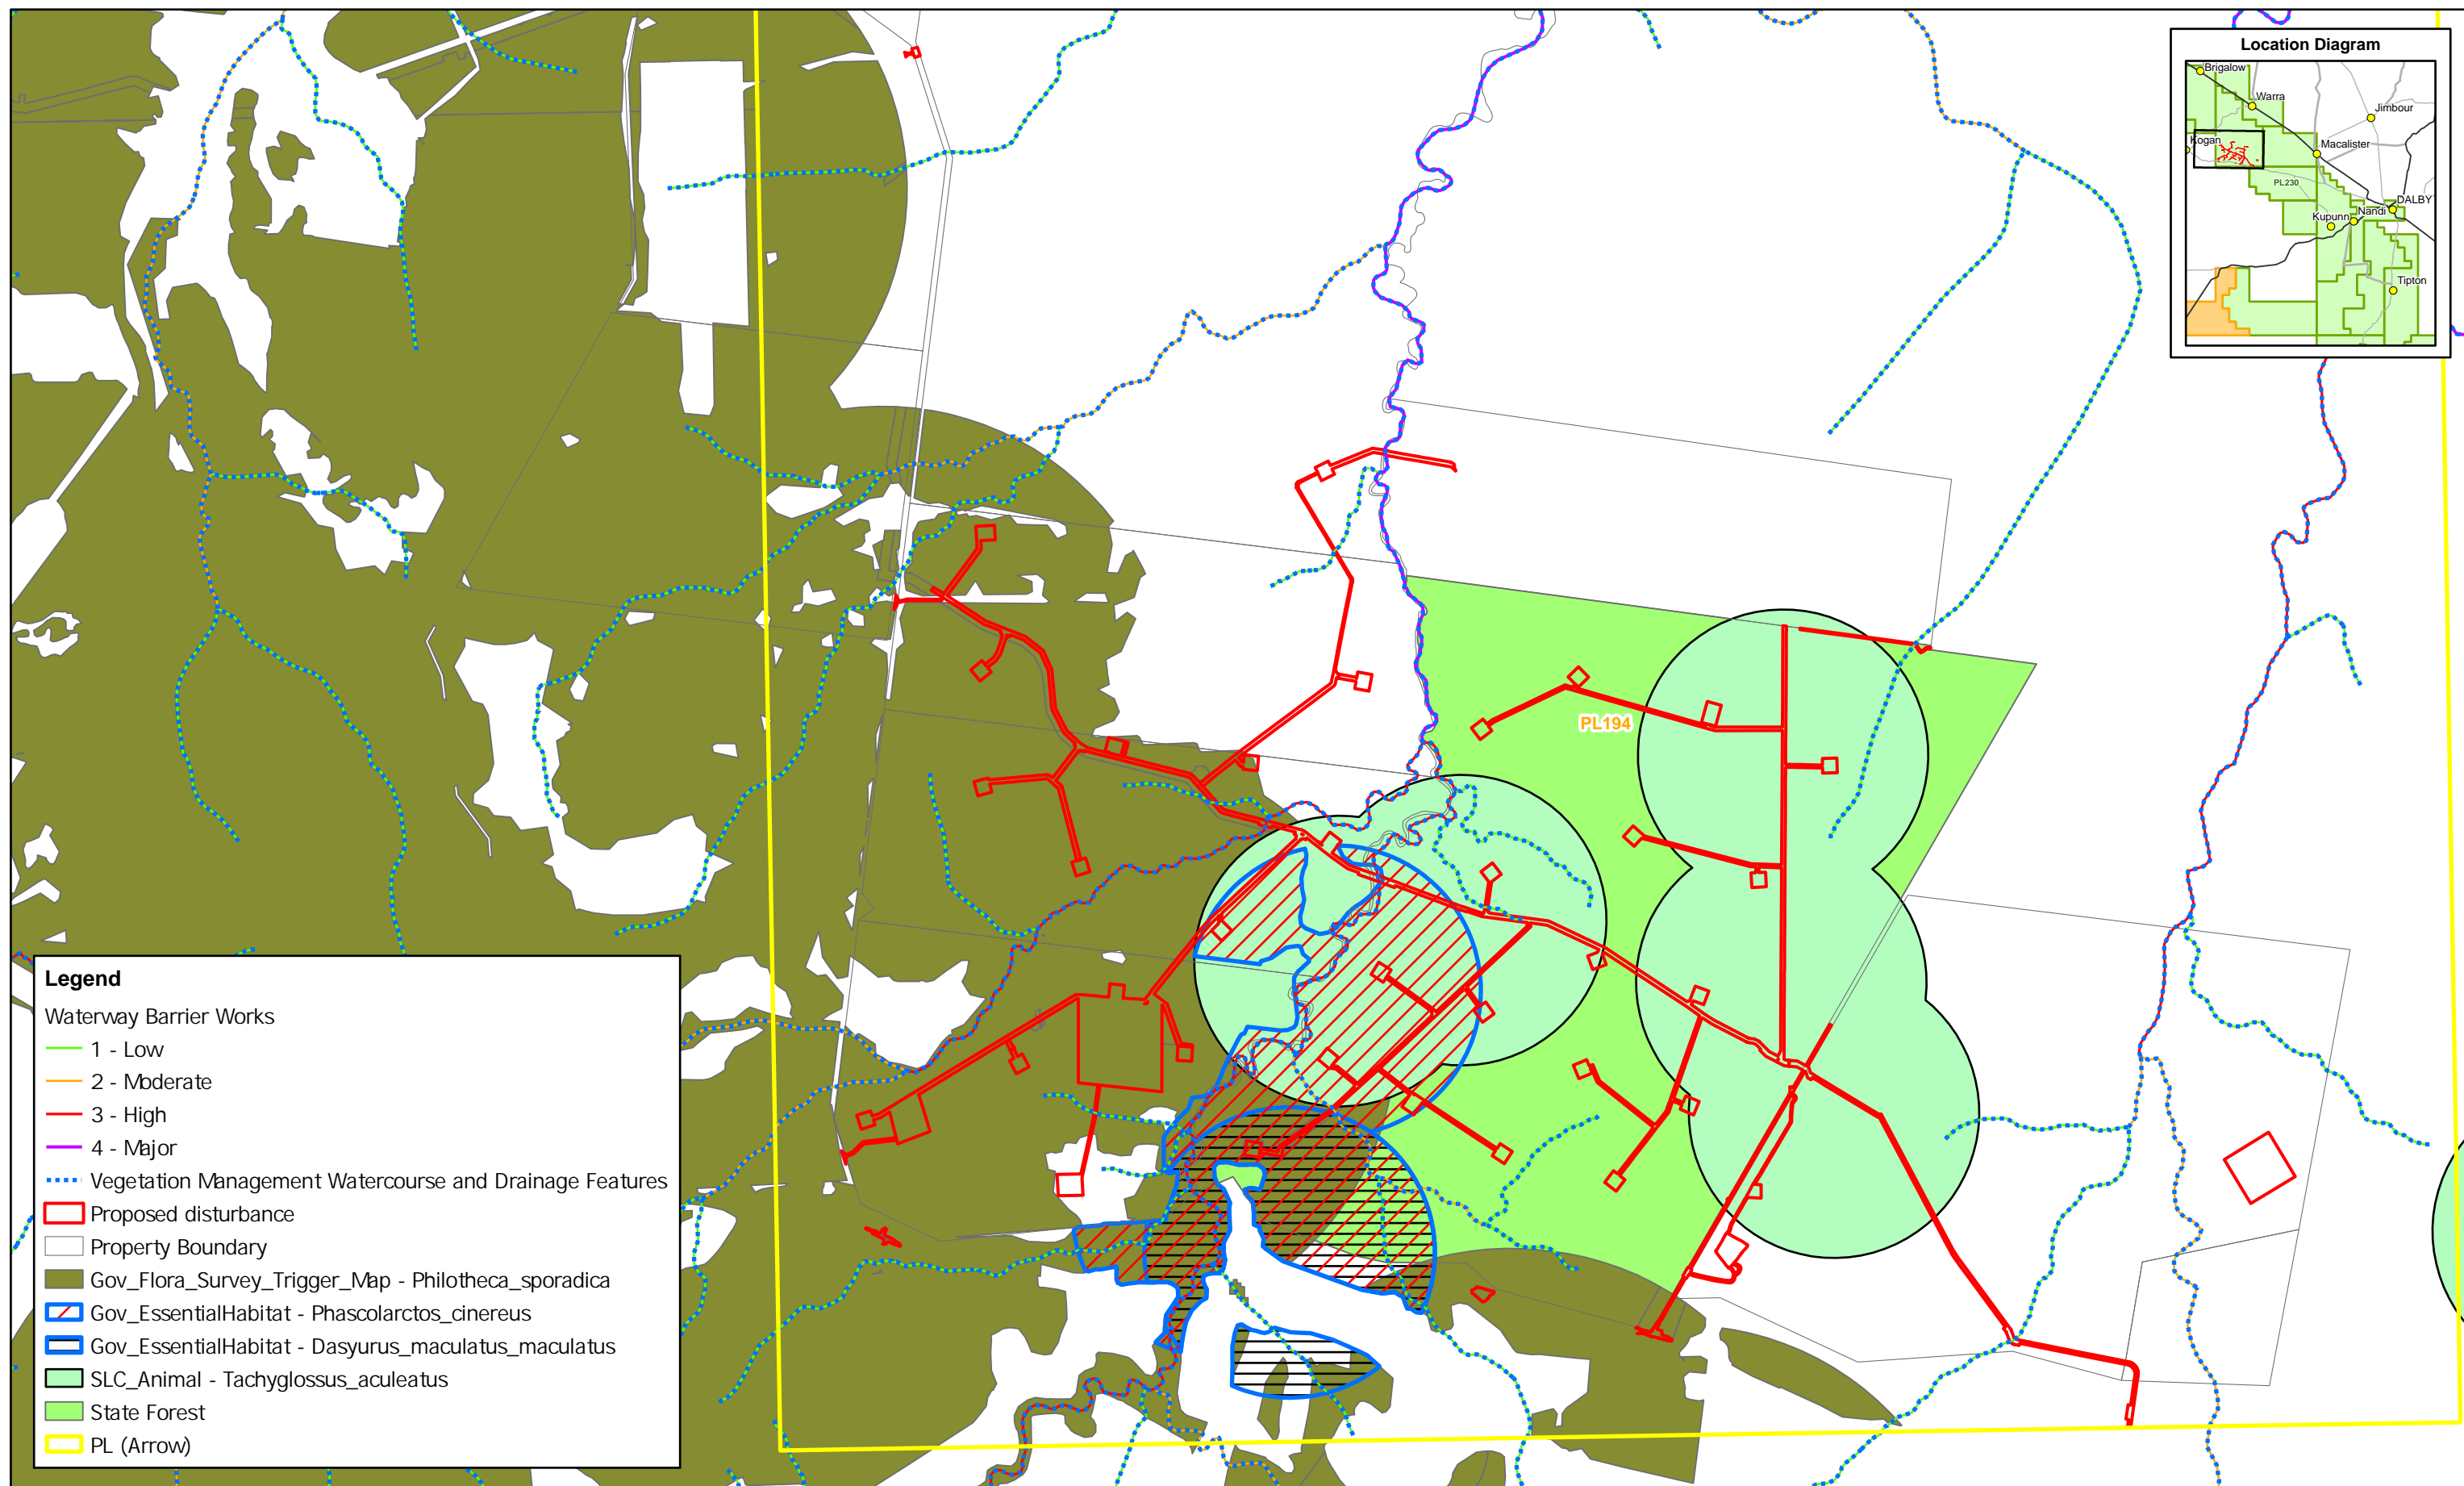 Location Diagram
Brigalow
Warra
Jimbour
Kogan
Macalister
PL230
DALBY
Nandi
Kupunn
Tipton
PL194
Legend
Waterway Barrier Works
1 - Low
2 - Moderate
3 - High
4 - Major
Vegetation Management Watercourse and Drainage Features
Proposed disturbance
Property Boundary
Gov_Flora_Survey_Trigger_Map - Philotheca_sporadica
Gov_EssentialHabitat - Phascolarctos_cinereus
Gov_EssentialHabitat - Dasyurus_maculatus_maculatus
SLC_Animal - Tachyglossus_aculeatus
State Forest
PL (Arrow)